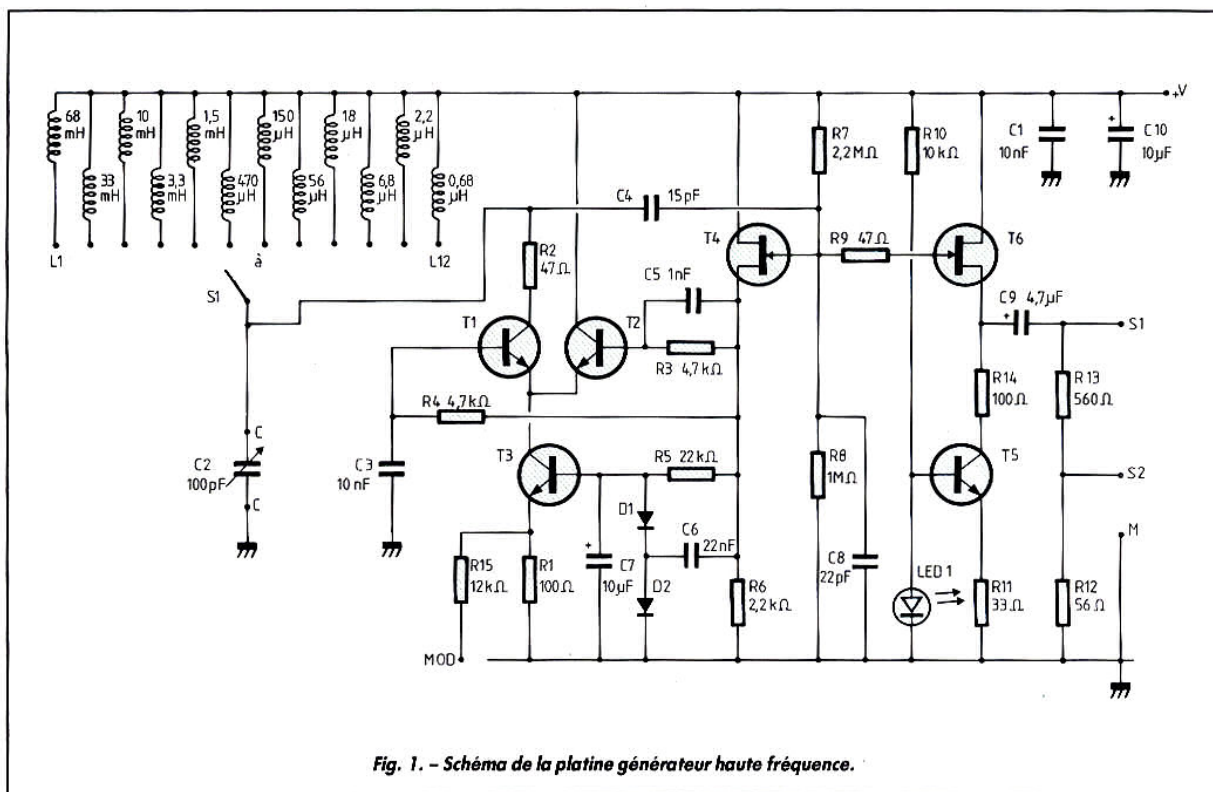 68
mH
10
mH
1,5
mH
150
µH
18
µH
2,2
µH
33
mH
3,3
mH
470
µH
56
µH
6,8
µH
0,68
µH
L1
à
L12
S1
+V
R7
2,2MΩ
R10
10kΩ
C1
10nF
+
C10
10µF
C4
15pF
R2
47Ω
T4
R9 47Ω
T6
C5 1nF
C9 4,7µF
+
S1
T1
T2
R3 4,7kΩ
R14
100Ω
R13
560Ω
R4 4,7kΩ
C
C2
100pF
C
C3
10nF
T3
R5 22kΩ
R8
1MΩ
T5
S2
D1
C6
22nF
M
R15
12kΩ
R1
100Ω
+
C7
10µF
D2
R6
2,2kΩ
C8
22pF
LED 1
R11
33Ω
R12
56Ω
MOD
Fig. 1. – Schéma de la platine générateur haute fréquence.